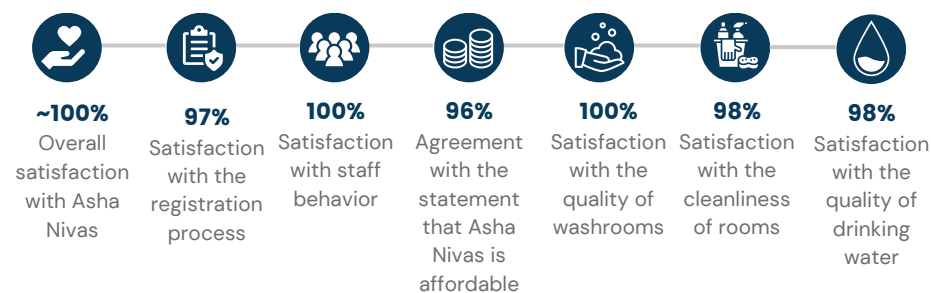 ~100%
Overall
satisfaction
with Asha
Nivas
97%
Satisfaction
with the
registration
process
100%
Satisfaction
with staff
behavior
96%
Agreement
with the
statement
that Asha
Nivas is
affordable
100%
Satisfaction
with the
quality of
washrooms
98%
Satisfaction
with the
cleanliness
of rooms
98%
Satisfaction
with the
quality of
drinking
water